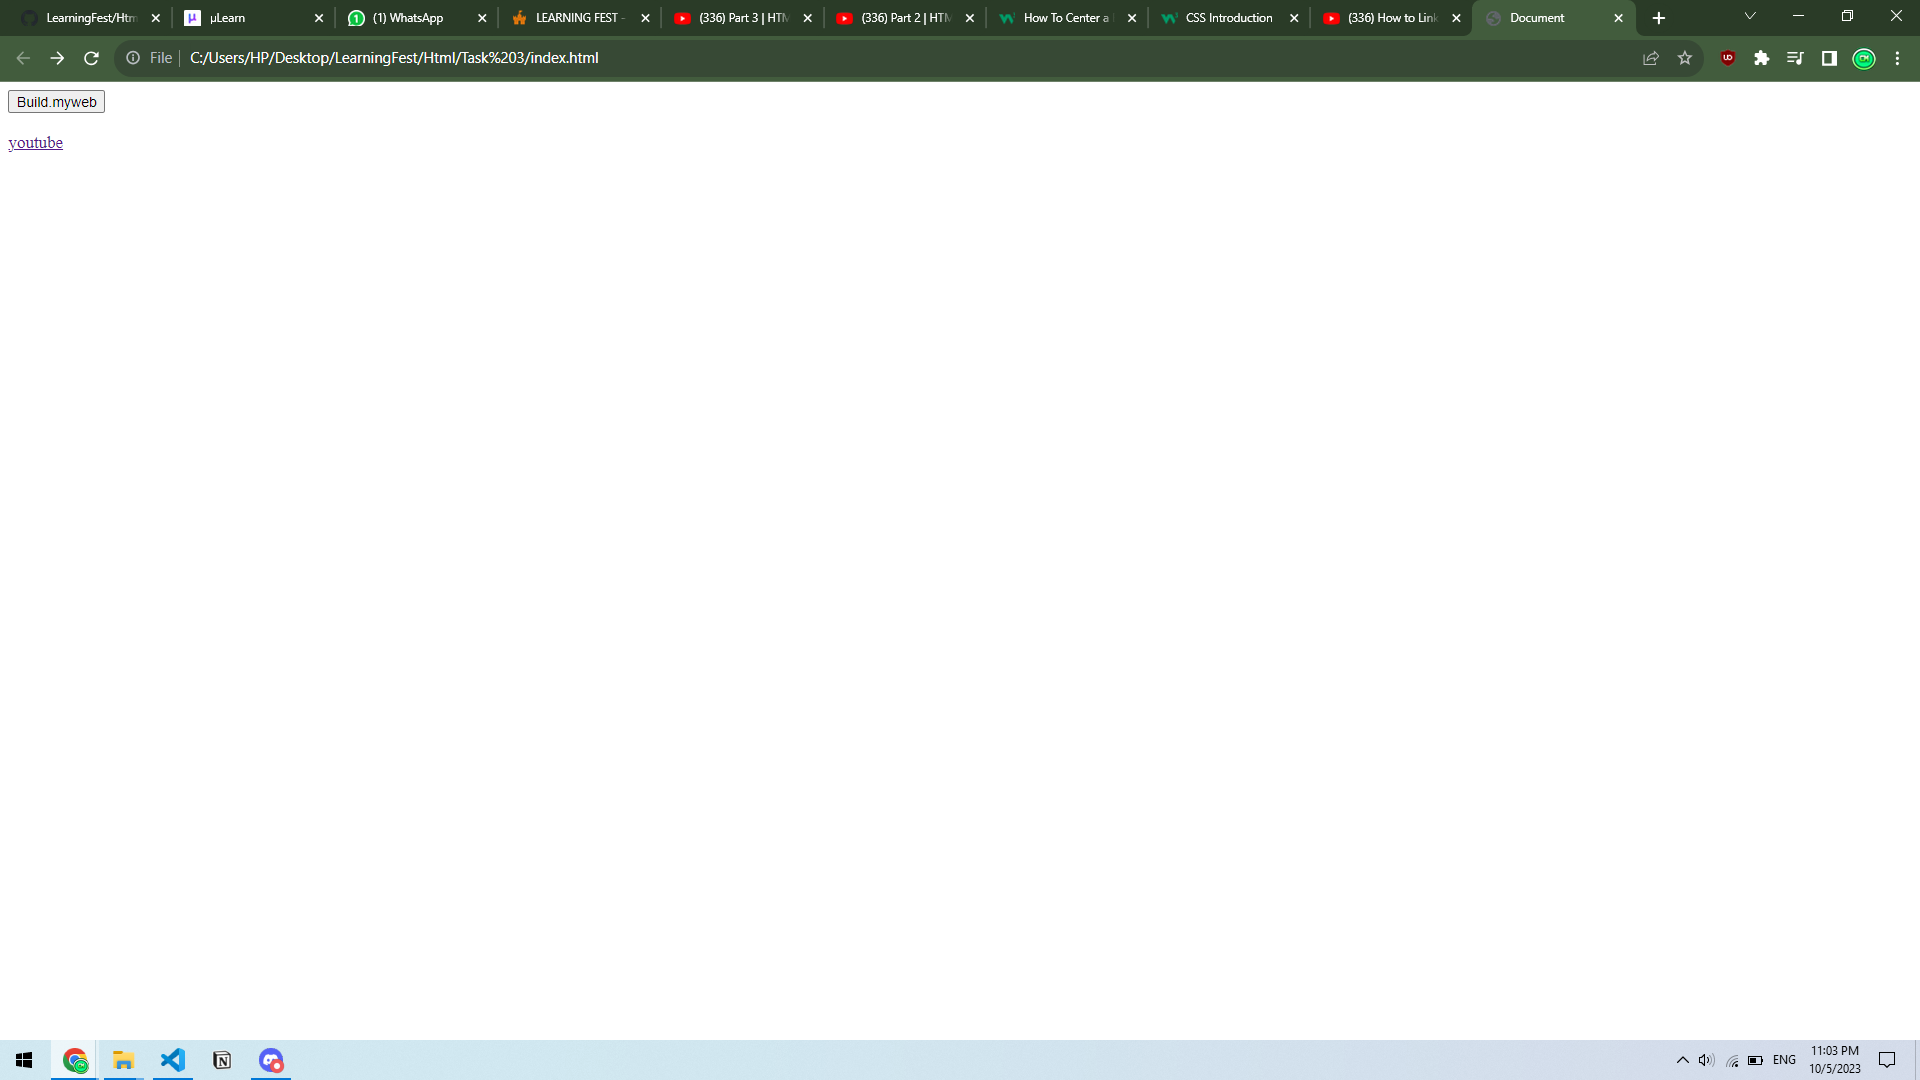 LearningFest/Htm
µLearn
(1) WhatsApp
LEARNING FEST -
(336) Part 3 | HTM
(336) Part 2 | HTM
How To Center a
CSS Introduction
(336) How to Link
Document
File
C:/Users/HP/Desktop/LearningFest/Html/Task%203/index.html
Build.myweb
youtube
ENG
11:03 PM
10/5/2023